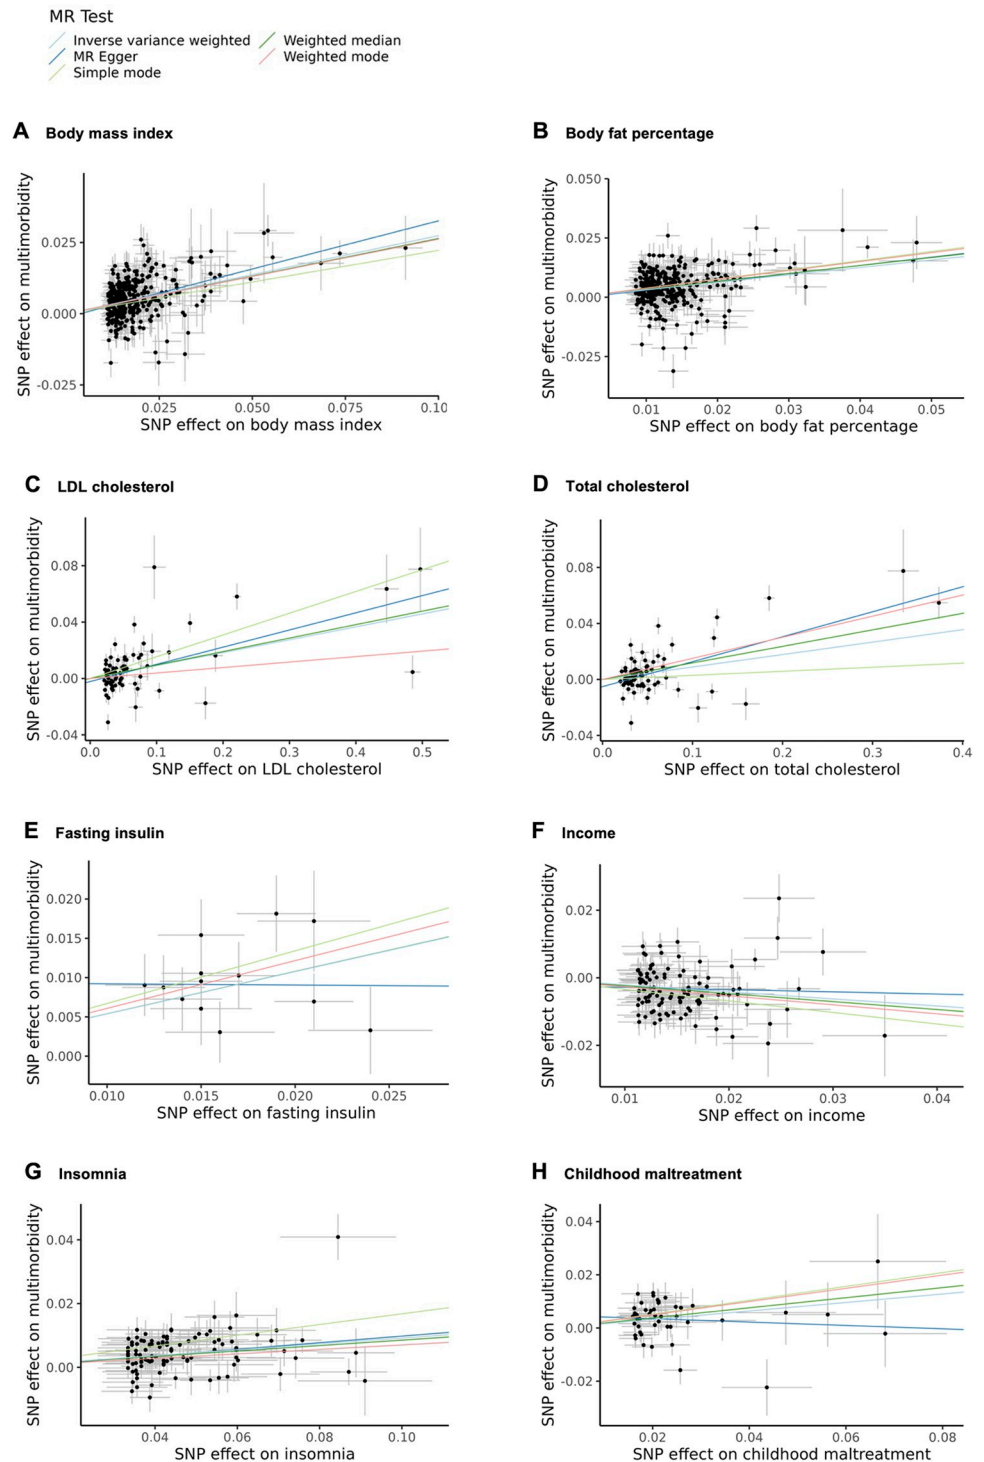 MR Test
Inverse variance weighted
Weighted median
MR Egger
Weighted mode
Simple mode
A Body mass index
SNP effect on multimorbidity
0.025
0.000
-0.025
0.025 0.050 0.075 0.10
SNP effect on body mass index
B Body fat percentage
SNP effect on multimorbidity
0.050
0.025
0.000
-0.025
0.01 0.02 0.03 0.04 0.05
SNP effect on body fat percentage
C LDL cholesterol
SNP effect on multimorbidity
0.08
0.04
0.00
-0.04
0.0 0.1 0.2 0.3 0.4 0.5
SNP effect on LDL cholesterol
D Total cholesterol
SNP effect on multimorbidity
0.08
0.04
0.00
-0.04
0.0 0.1 0.2 0.3 0.4
SNP effect on total cholesterol
E Fasting insulin
SNP effect on multimorbidity
0.020
0.015
0.010
0.005
0.000
0.010 0.015 0.020 0.025
SNP effect on fasting insulin
F Income
SNP effect on multimorbidity
0.02
0.00
-0.02
0.01 0.02 0.03 0.04
SNP effect on income
G Insomnia
SNP effect on multimorbidity
0.04
0.02
0.00
0.04 0.06 0.08 0.10
SNP effect on insomnia
H Childhood maltreatment
SNP effect on multimorbidity
0.04
0.02
0.00
-0.02
0.02 0.04 0.06 0.08
SNP effect on childhood maltreatment